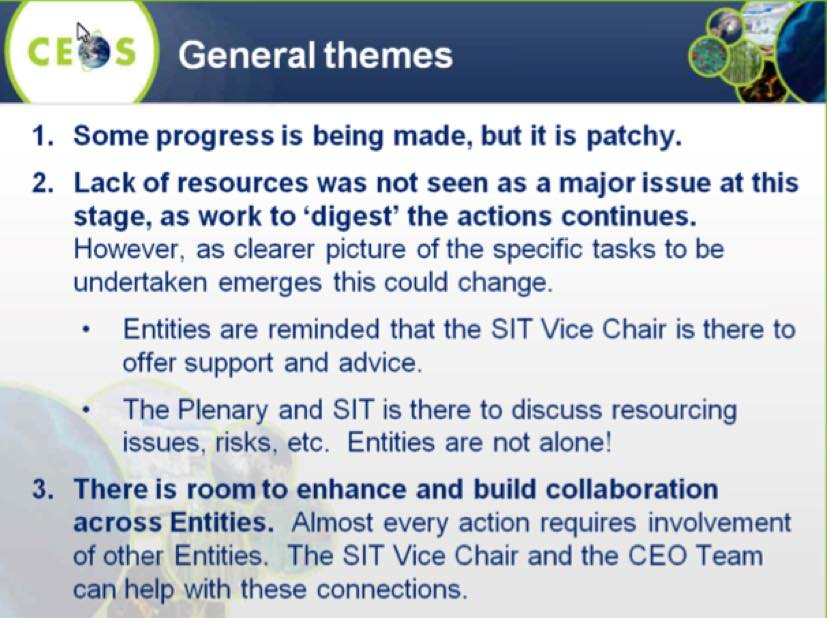 CEOS
General themes
1. Some progress is being made, but it is patchy.
2. Lack of resources was not seen as a major issue at this
stage, as work to ‘digest’ the actions continues.
However, as clearer picture of the specific tasks to be
undertaken emerges this could change.
• Entities are reminded that the SIT Vice Chair is there to
offer support and advice.
• The Plenary and SIT is there to discuss resourcing
issues, risks, etc. Entities are not alone!
3. There is room to enhance and build collaboration
across Entities. Almost every action requires involvement
of other Entities. The SIT Vice Chair and the CEO Team
can help with these connections.